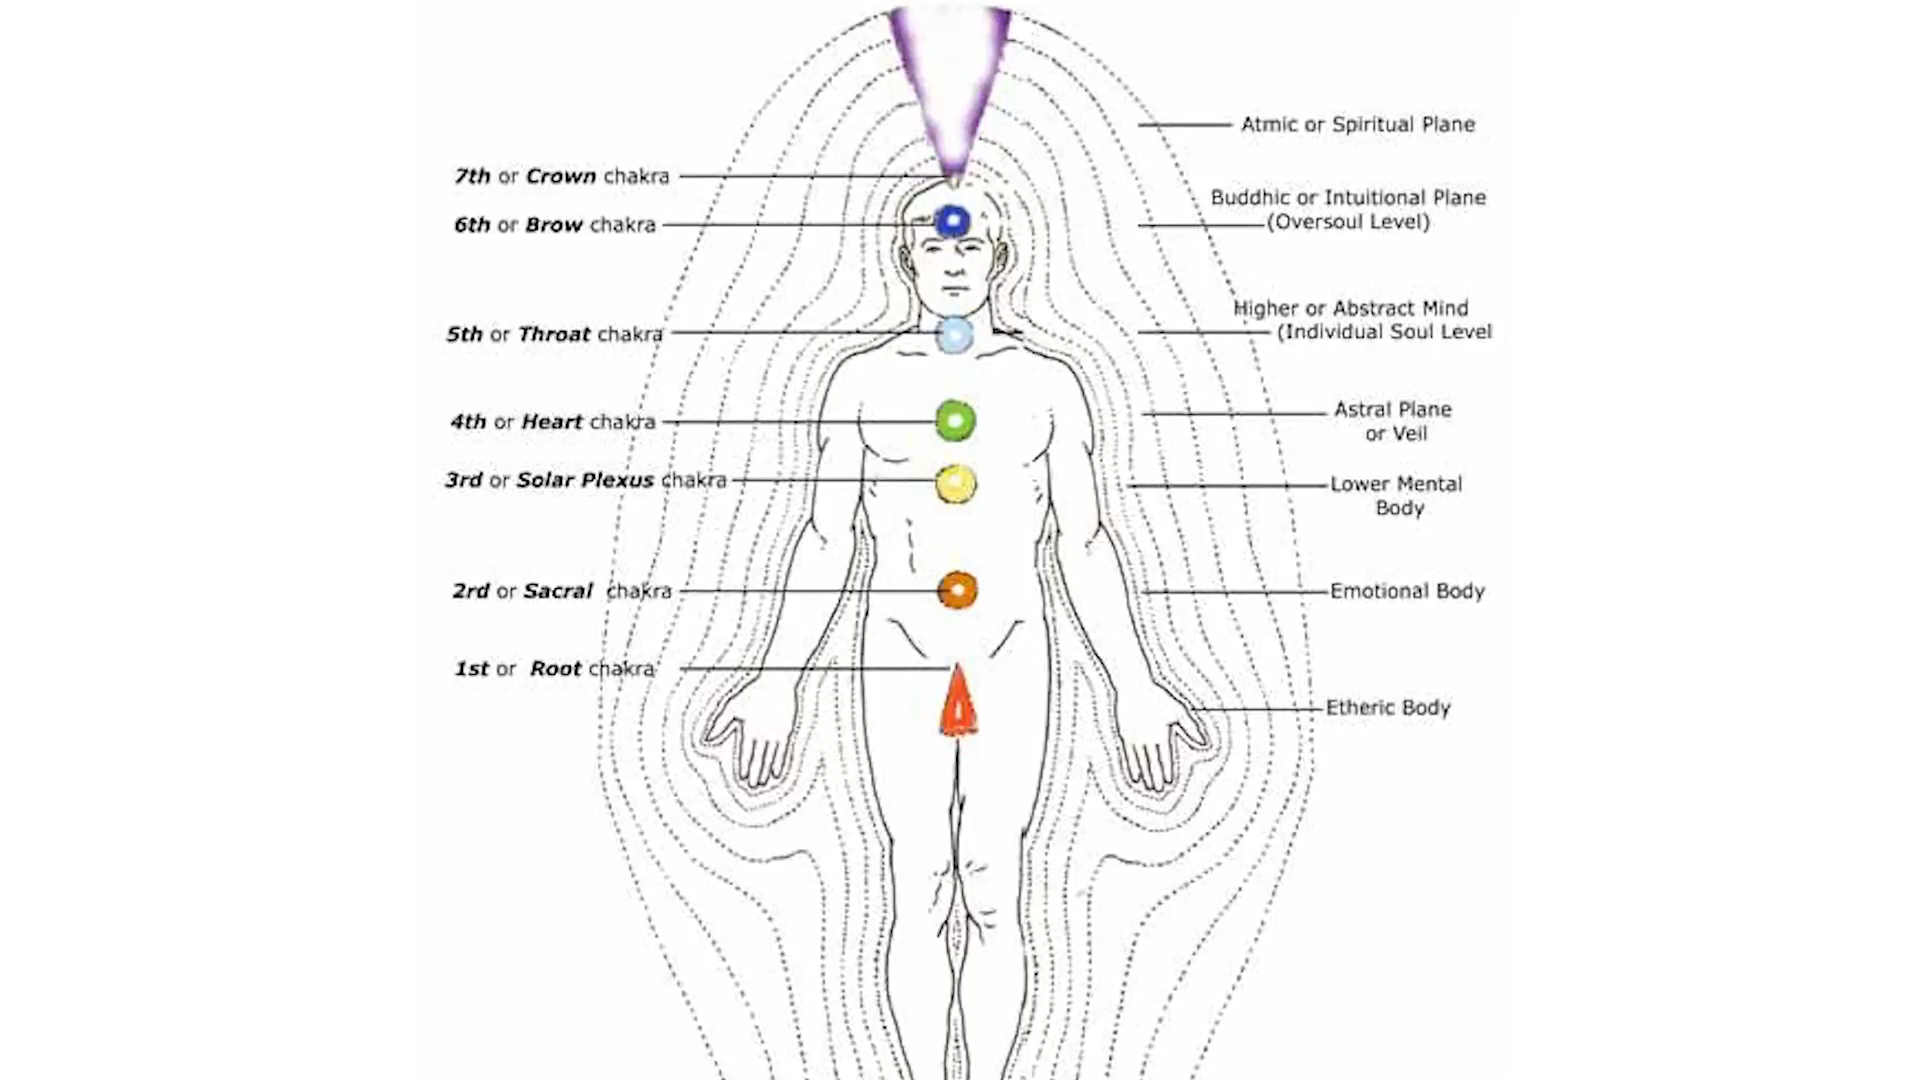 7th or Crown chakra
6th or Brow chakra
5th or Throat chakra
4th or Heart chakra
3rd or Solar Plexus chakra
2rd or Sacral chakra
1st or Root chakra
Atmic or Spiritual Plane
Buddhic or Intuitional Plane
(Oversoul Level)
Higher or Abstract Mind
(Individual Soul Level
Astral Plane
or Veil
Lower Mental
Body
Emotional Body
Etheric Body